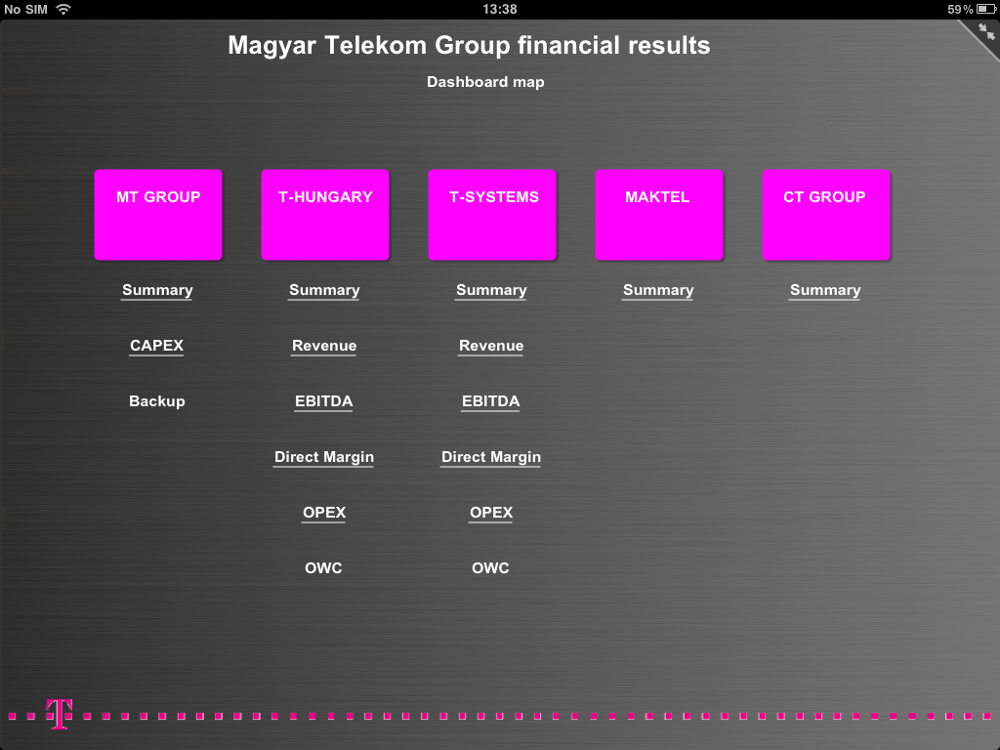 No SIM 13:38 59%
Magyar Telekom Group financial results
Dashboard map
MT GROUP T-HUNGARY T-SYSTEMS MAKTEL CT GROUP
Summary Summary Summary Summary Summary
CAPEX Revenue Revenue
Backup EBITDA EBITDA
Direct Margin Direct Margin
OPEX OPEX
OWC OWC
T